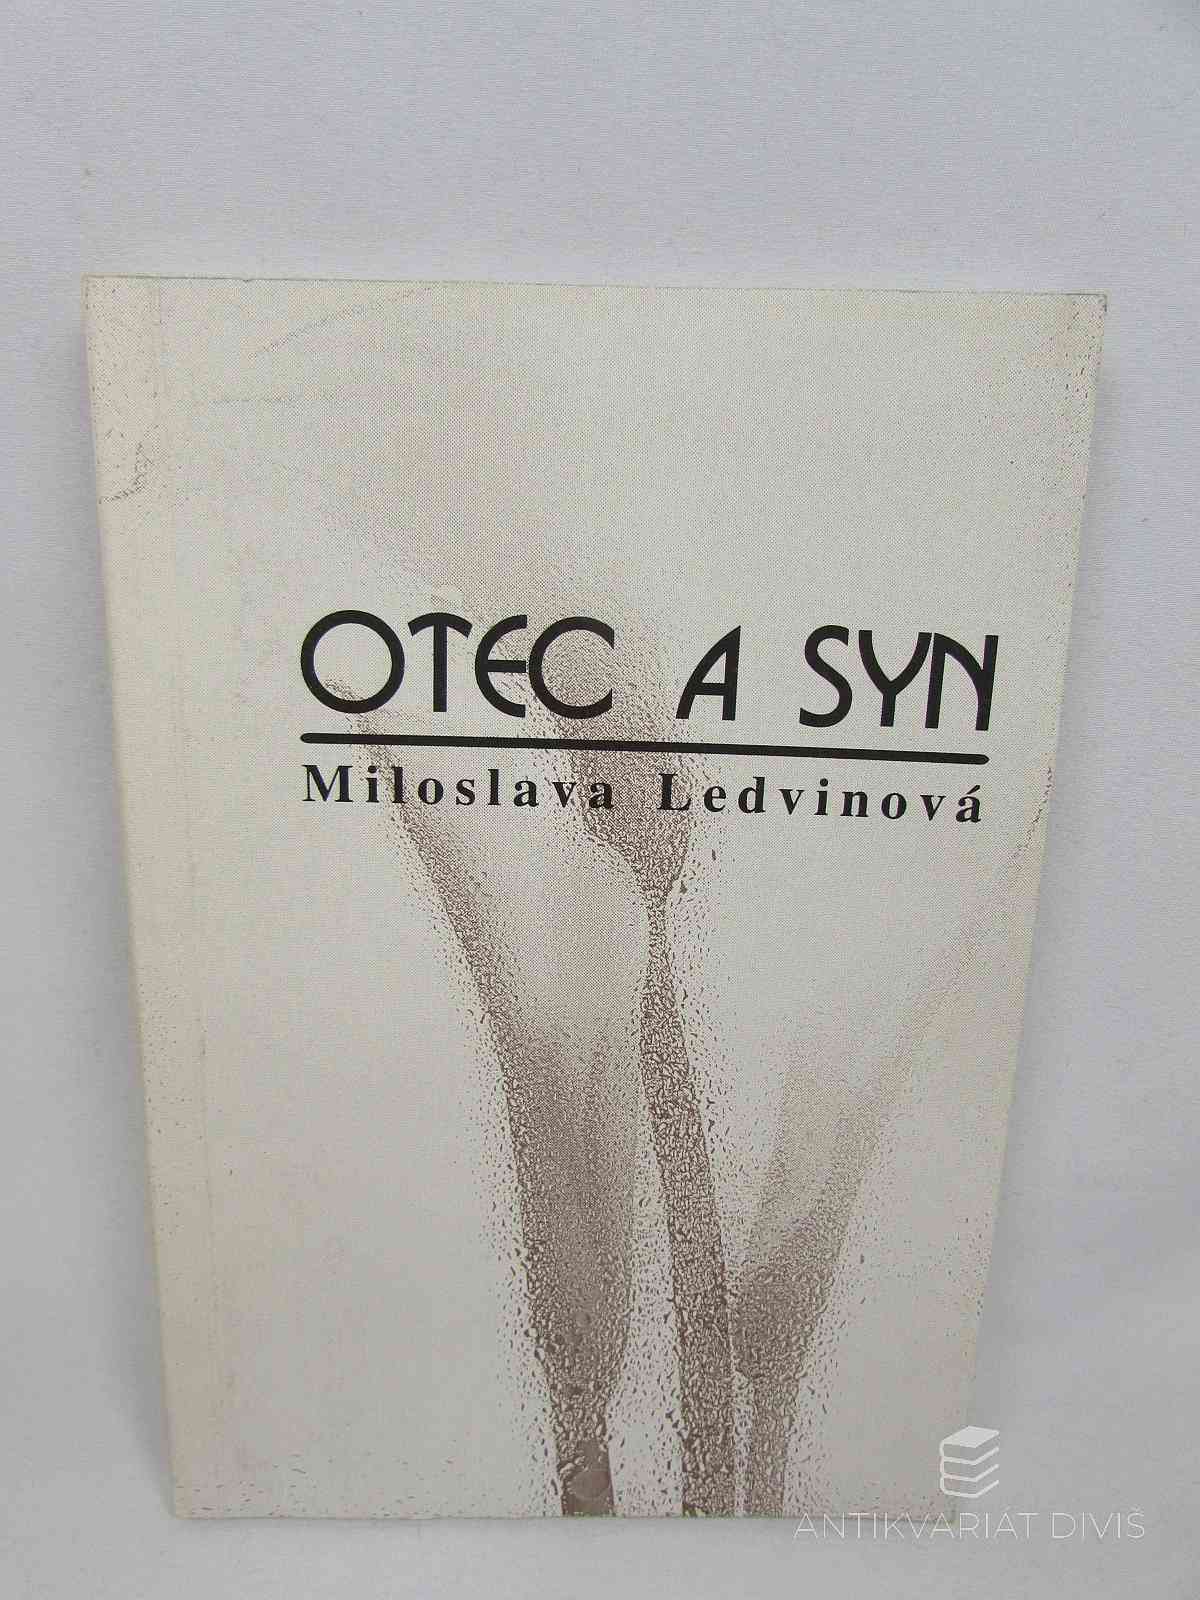 OTEC A SYN
Miloslava Ledvinová
ANTIKVARIÁT DIVIŠ